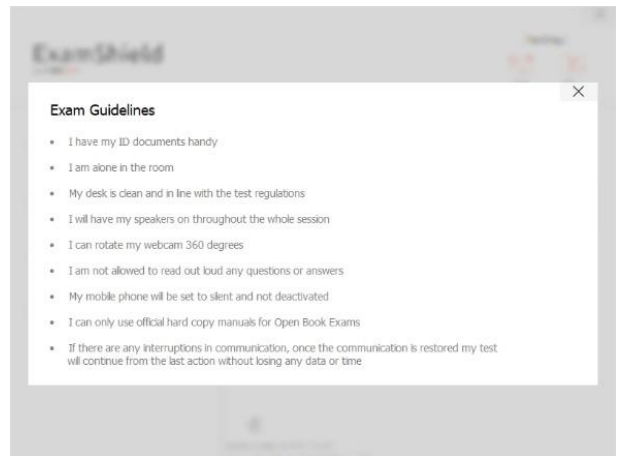 ExamShield
Exam Guidelines
• I have my ID documents handy
• I am alone in the room
• My desk is clean and in line with the test regulations
• I will have my speakers on throughout the whole session
• I can rotate my webcam 360 degrees
• I am not allowed to read out loud any questions or answers
• My mobile phone will be set to silent and not deactivated
• I can only use official hard copy manuals for Open Book Exams
• If there are any interruptions in communication, once the communication is restored my test
will continue from the last action without losing any data or time